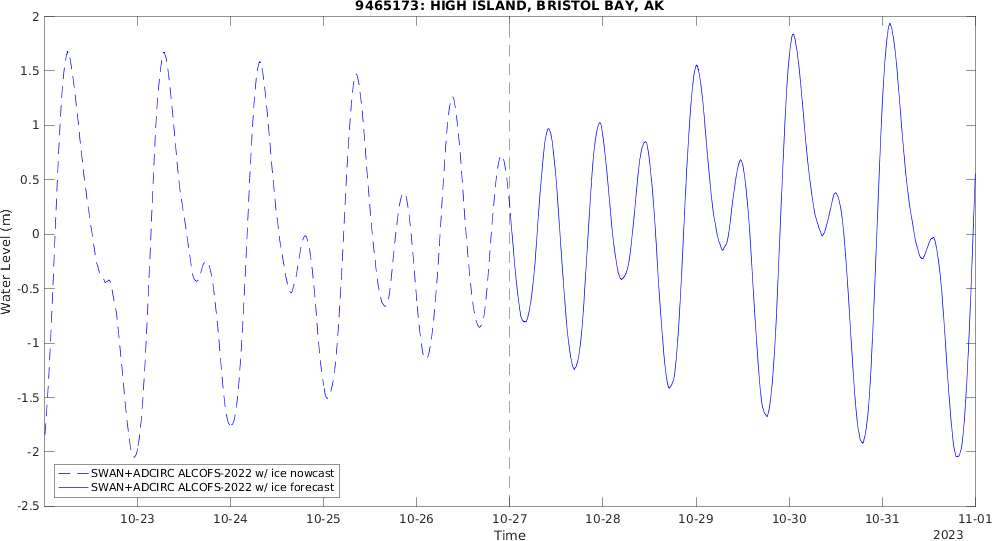 9465173: HIGH ISLAND, BRISTOL BAY, AK
2
1.5
1
0.5
0
-0.5
-1
-1.5
-2
-2.5
Water Level (m)
SWAN+ADCIRC ALCOFS-2022 w/ ice nowcast
SWAN+ADCIRC ALCOFS-2022 w/ ice forecast
10-23 10-24 10-25 10-26 10-27 10-28 10-29 10-30 10-31 11-01
Time
2023